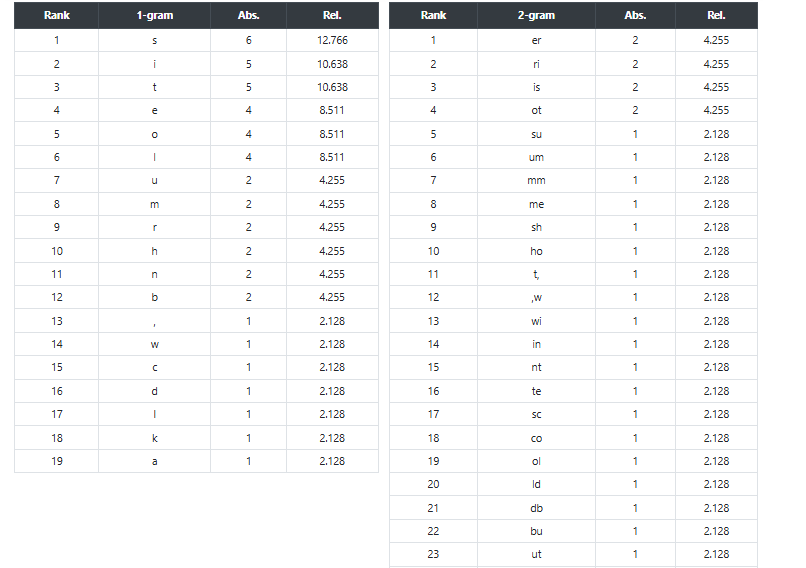 Rank 1-gram Abs. Rel.
1 s 6 12.766
2 i 5 10.638
3 t 5 10.638
4 e 4 8.511
5 o 4 8.511
6 l 4 8.511
7 u 2 4.255
8 m 2 4.255
9 r 2 4.255
10 h 2 4.255
11 n 2 4.255
12 b 2 4.255
13 , 1 2.128
14 w 1 2.128
15 c 1 2.128
16 d 1 2.128
17 I 1 2.128
18 k 1 2.128
19 a 1 2.128
Rank 2-gram Abs. Rel.
1 er 2 4.255
2 ri 2 4.255
3 is 2 4.255
4 ot 2 4.255
5 su 1 2.128
6 um 1 2.128
7 mm 1 2.128
8 me 1 2.128
9 sh 1 2.128
10 ho 1 2.128
11 t, 1 2.128
12 ,w 1 2.128
13 wi 1 2.128
14 in 1 2.128
15 nt 1 2.128
16 te 1 2.128
17 sc 1 2.128
18 co 1 2.128
19 ol 1 2.128
20 ld 1 2.128
21 db 1 2.128
22 bu 1 2.128
23 ut 1 2.128